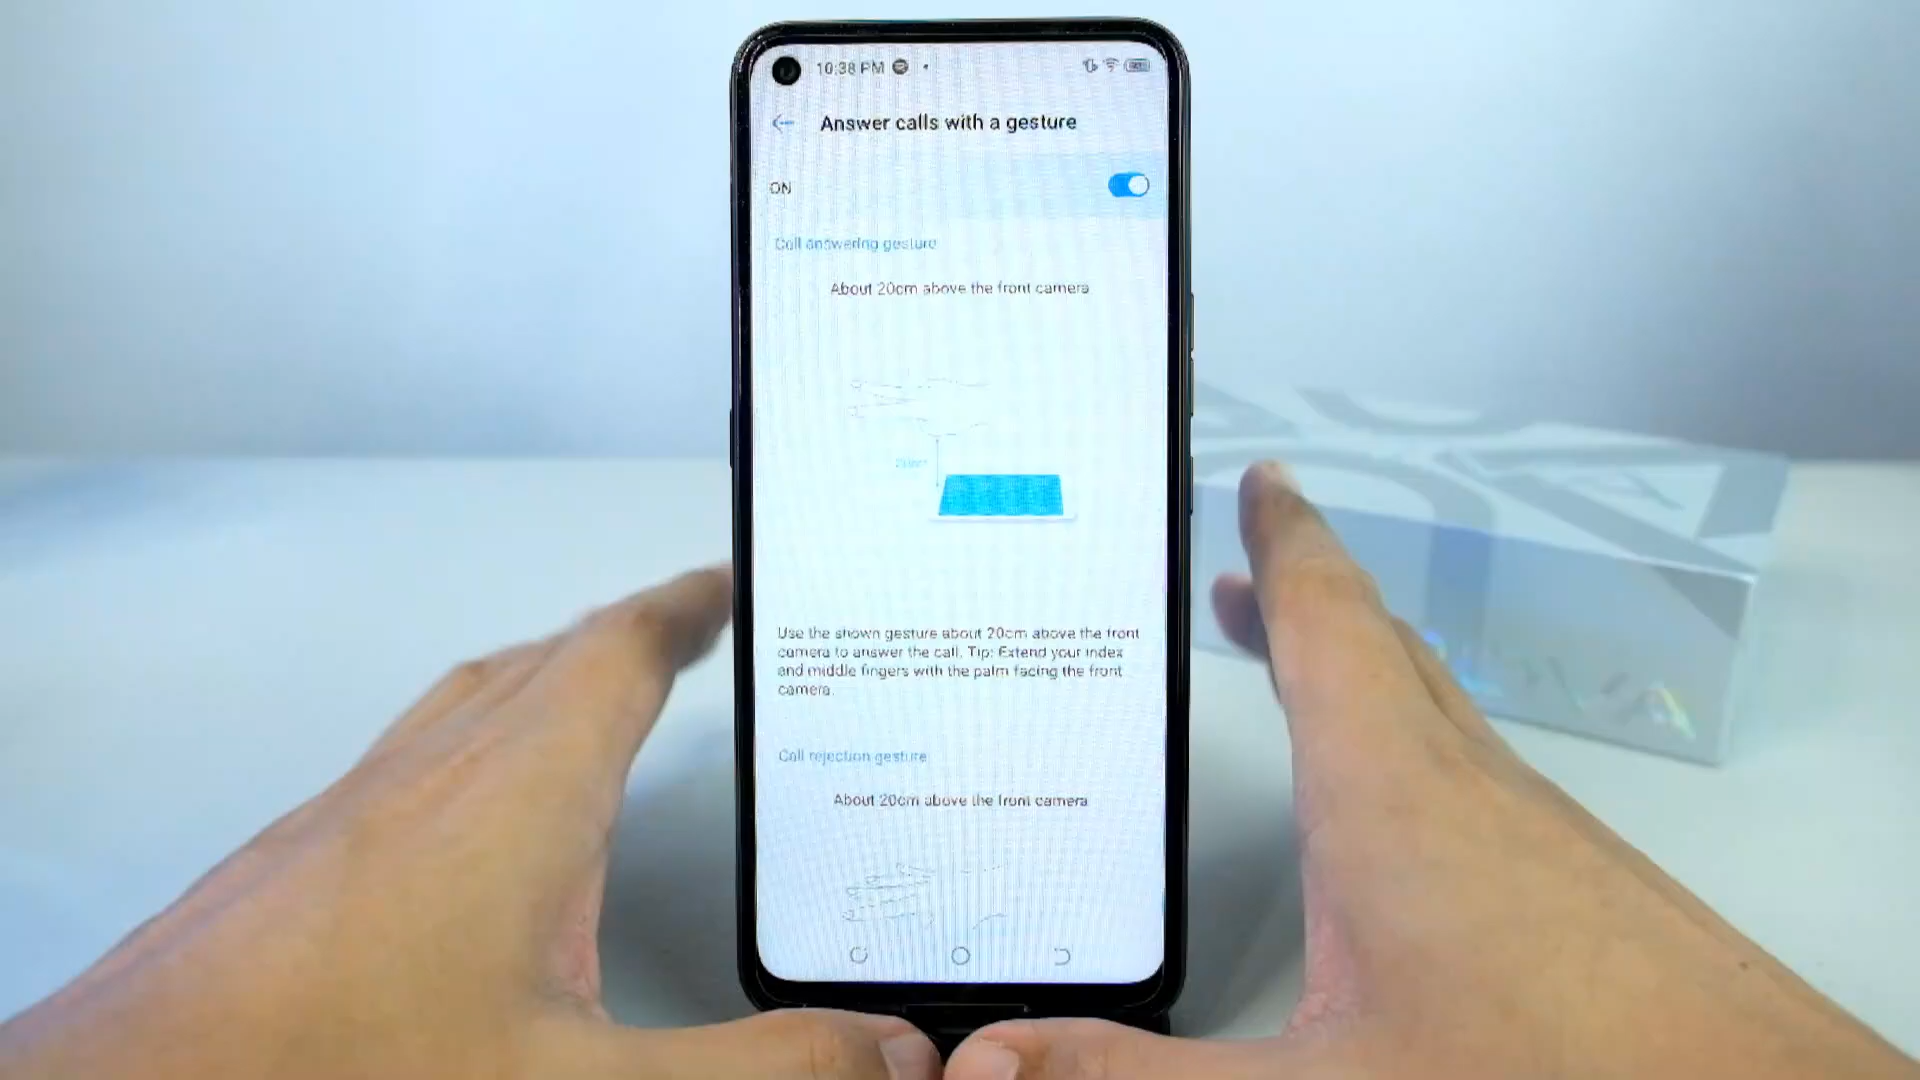 10:38 PM
Answer calls with a gesture
ON
Call answering gesture
About 20cm above the front camera
20cm
Use the shown gesture about 20cm above the front
camera to answer the call. Tip: Extend your index
and middle fingers with the palm facing the front
camera.
Call rejection gesture
About 20cm above the front camera